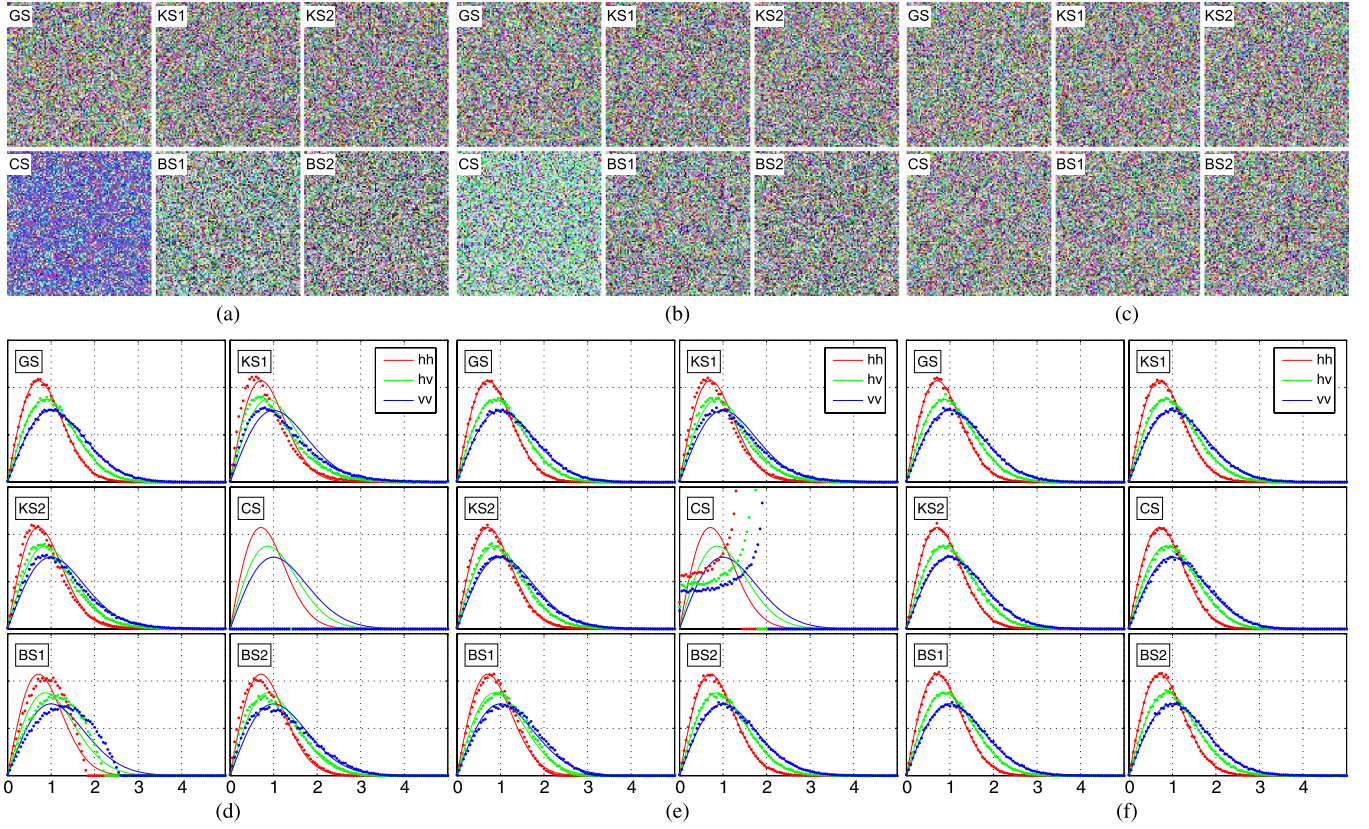 GS KS1 KS2 GS KS1 KS2 GS KS1 KS2
CS BS1 BS2 CS BS1 BS2 CS BS1 BS2
(a) (b) (c)
GS KS1 hh GS KS1 hh GS KS1 hh
hv hv hv
vv vv vv
KS2 CS KS2 CS KS2 CS
BS1 BS2 BS1 BS2 BS1 BS2
0 1 2 3 4 0 1 2 3 4 0 1 2 3 4 0 1 2 3 4 0 1 2 3 4 0 1 2 3 4
(d) (e) (f)